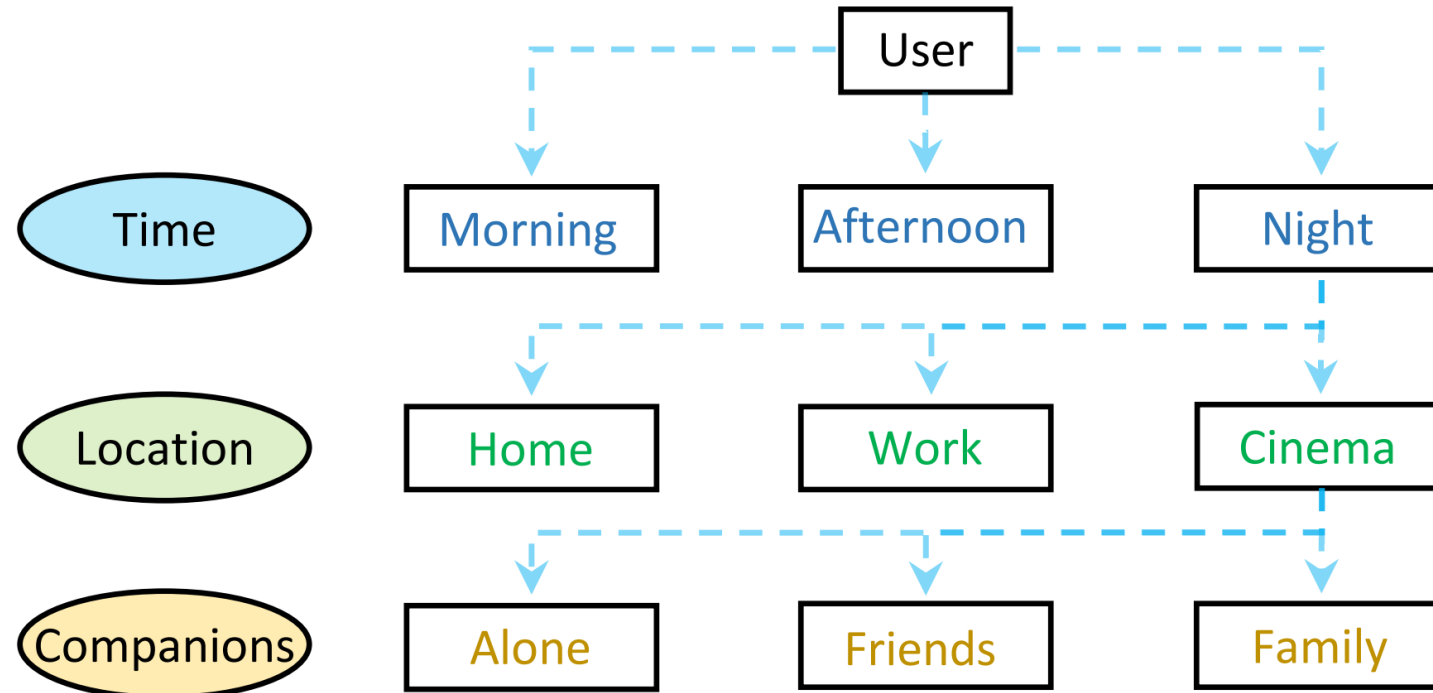 User
Time
Morning
Afternoon
Night
Location
Home
Work
Cinema
Companions
Alone
Friends
Family